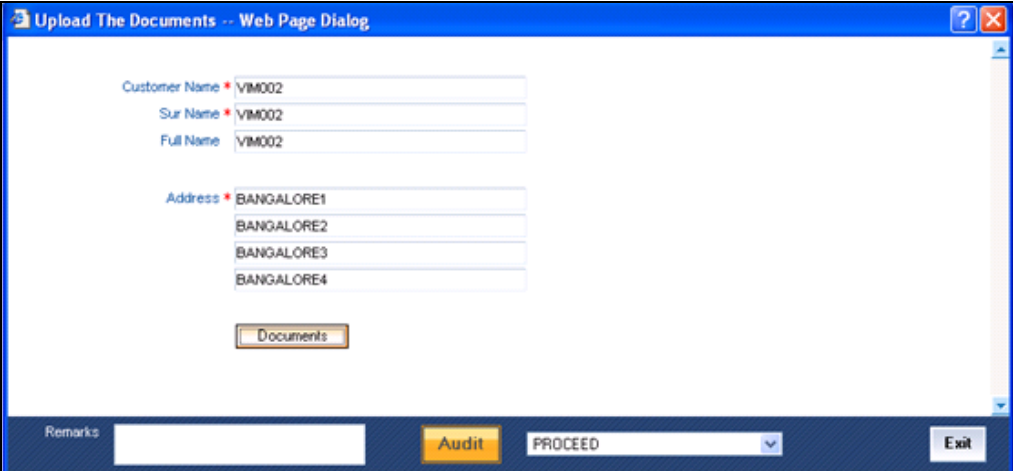 Upload The Documents -- Web Page Dialog
Customer Name * VIM002
Sur Name * VIM002
Full Name VIM002
Address * BANGALORE1
BANGALORE2
BANGALORE3
BANGALORE4
Documents
Remarks Audit PROCEED Exit